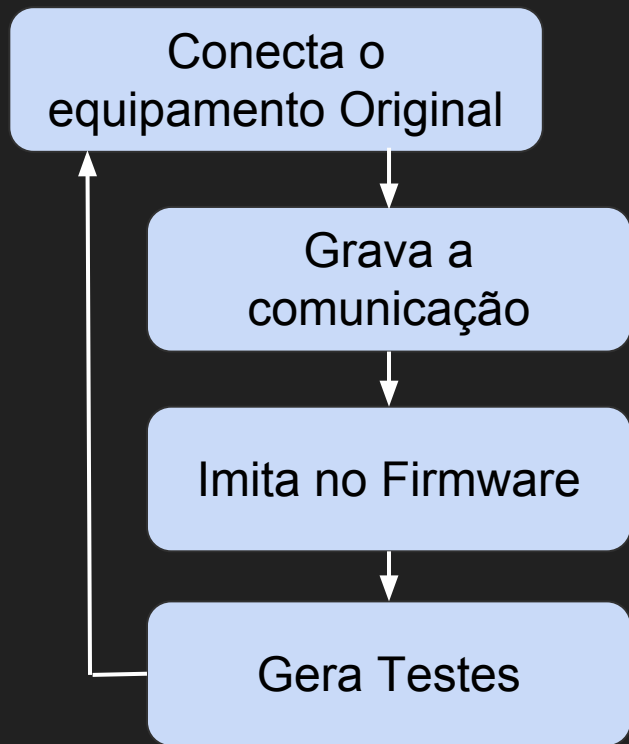 Conecta o
equipamento Original
Grava a
comunicação
Imita no Firmware
Gera Testes